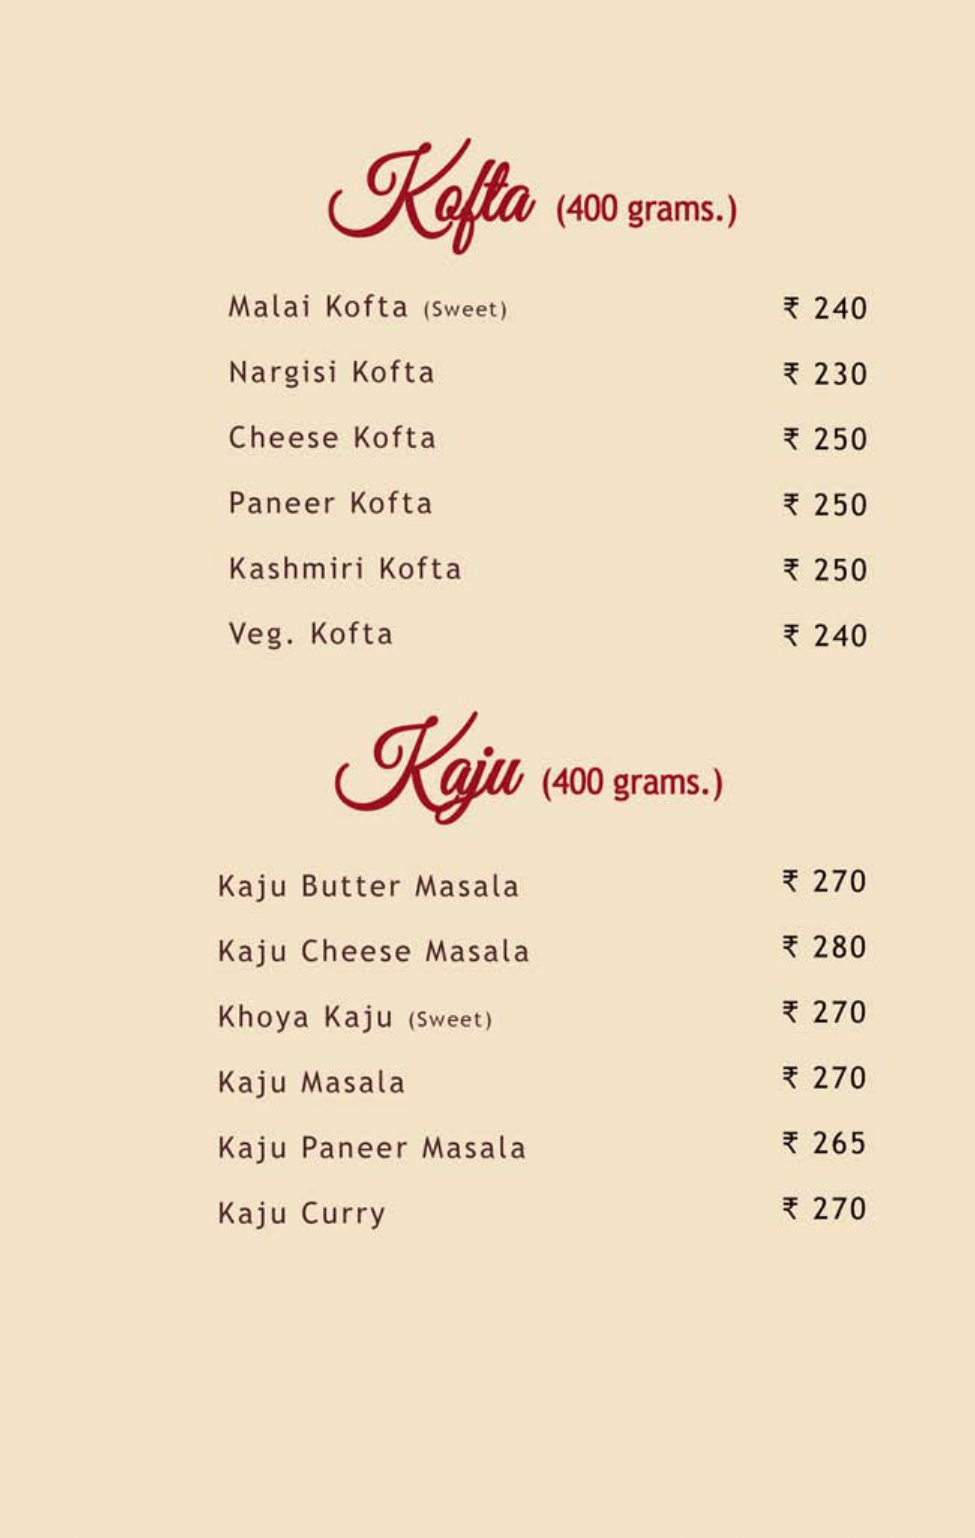 Kofta (400 grams.)
Malai Kofta (Sweet) ₹ 240
Nargisi Kofta ₹ 230
Cheese Kofta ₹ 250
Paneer Kofta ₹ 250
Kashmiri Kofta ₹ 250
Veg. Kofta ₹ 240
Kaju (400 grams.)
Kaju Butter Masala ₹ 270
Kaju Cheese Masala ₹ 280
Khoya Kaju (Sweet) ₹ 270
Kaju Masala ₹ 270
Kaju Paneer Masala ₹ 265
Kaju Curry ₹ 270